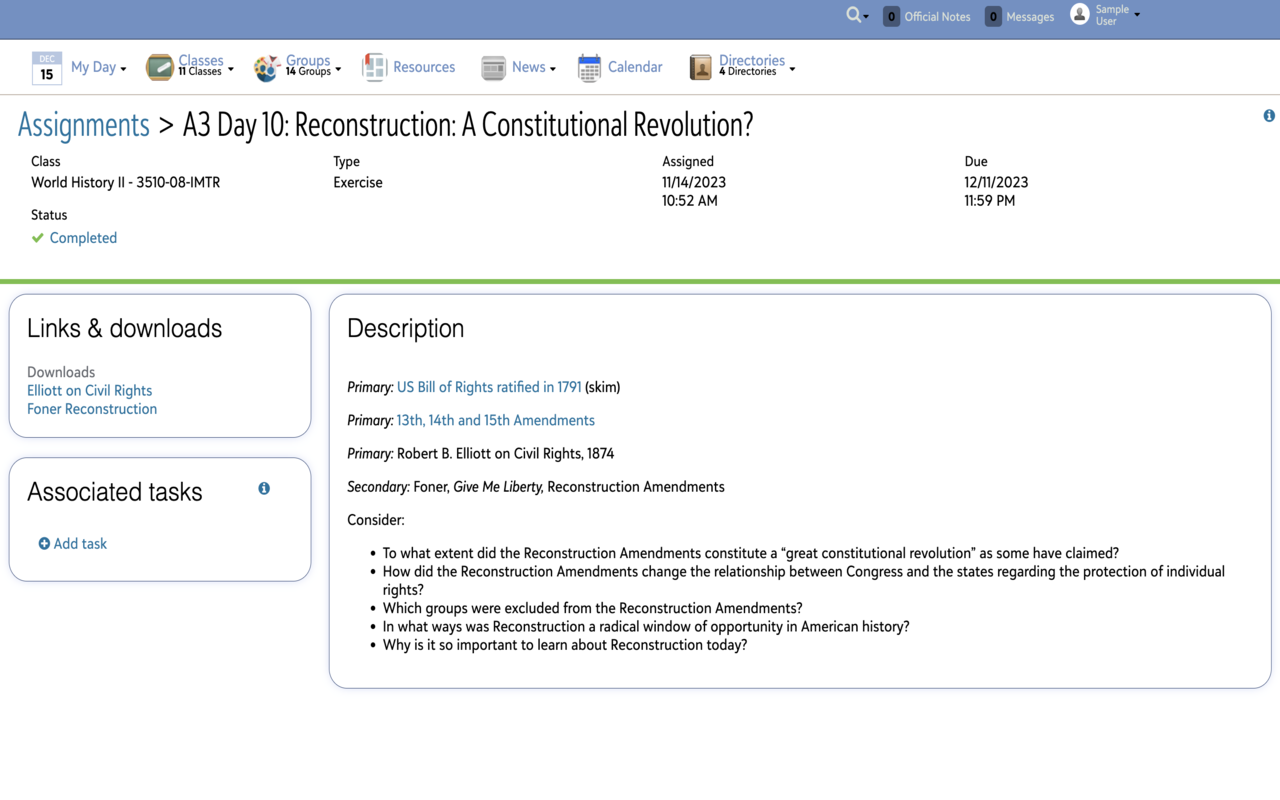 0 Official Notes 0 Messages Sample
User
DEC
15 My Day Classes
11 Classes Groups
14 Groups Resources News Calendar Directories
4 Directories
Assignments > A3 Day 10: Reconstruction: A Constitutional Revolution?
Class Type Assigned Due
World History II - 3510-08-IMTR Exercise 11/14/2023 12/11/2023
10:52 AM 11:59 PM
Status
Completed
Links & downloads
Downloads
Elliott on Civil Rights
Foner Reconstruction
Associated tasks
Add task
Description
Primary: US Bill of Rights ratified in 1791 (skim)
Primary: 13th, 14th and 15th Amendments
Primary: Robert B. Elliott on Civil Rights, 1874
Secondary: Foner, Give Me Liberty, Reconstruction Amendments
Consider:
• To what extent did the Reconstruction Amendments constitute a “great constitutional revolution” as some have claimed?
• How did the Reconstruction Amendments change the relationship between Congress and the states regarding the protection of individual
rights?
• Which groups were excluded from the Reconstruction Amendments?
• In what ways was Reconstruction a radical window of opportunity in American history?
• Why is it so important to learn about Reconstruction today?